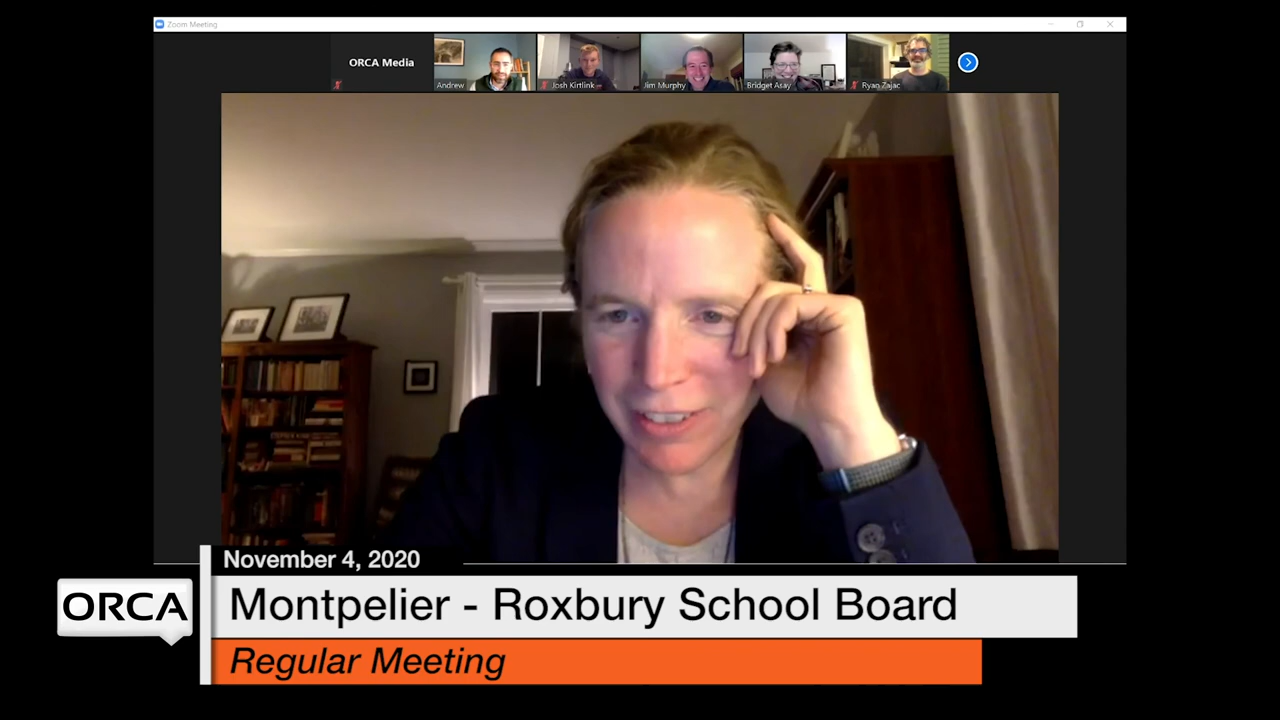 Zoom Meeting
ORCA Media
Andrew
Josh Kirtlink
Jim Murphy
Bridget Asay
Ryan Zajac
November 4, 2020
ORCA
Montpelier - Roxbury School Board
Regular Meeting